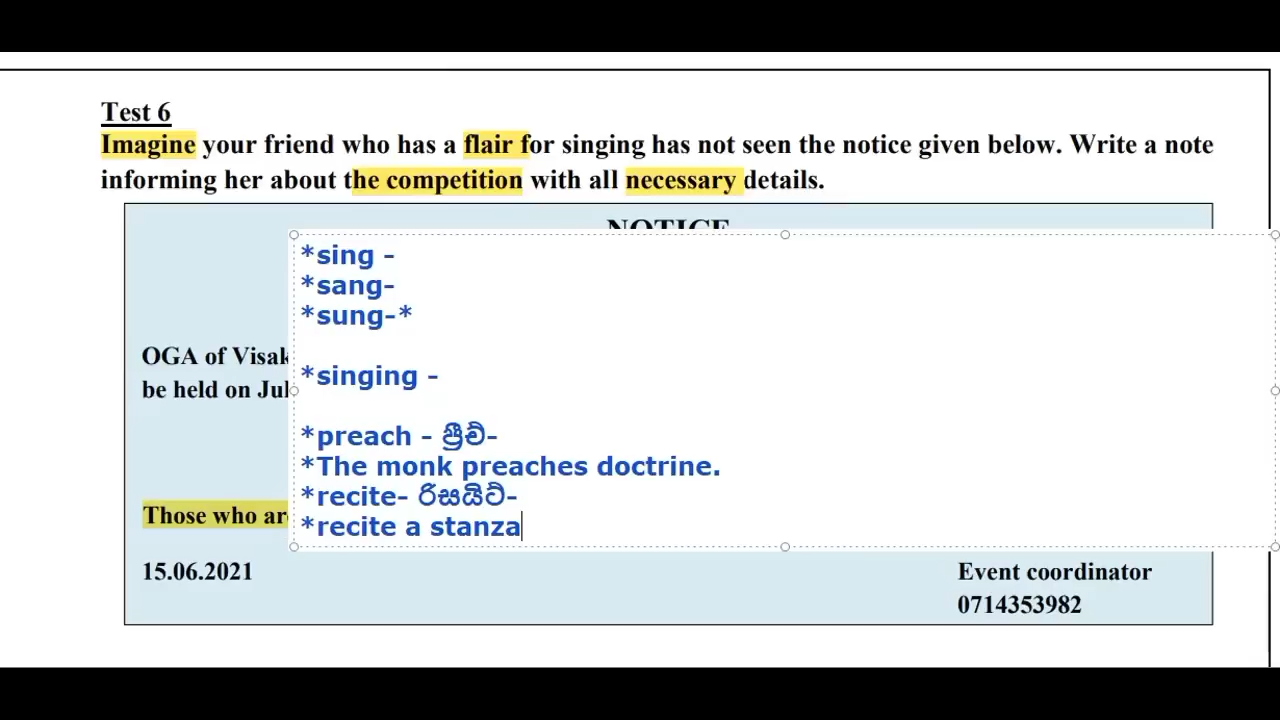 Test 6
Imagine your friend who has a flair for singing has not seen the notice given below. Write a note
informing her about the competition with all necessary details.
NOTICE
*sing -
*sang-
*sung-*
OGA of Visak
*singing -
be held on Jul
*preach - ප්‍රීච්-
*The monk preaches doctrine.
*recite- රිසයිට්-
Those who are
*recite a stanza
15.06.2021
Event coordinator
0714353982